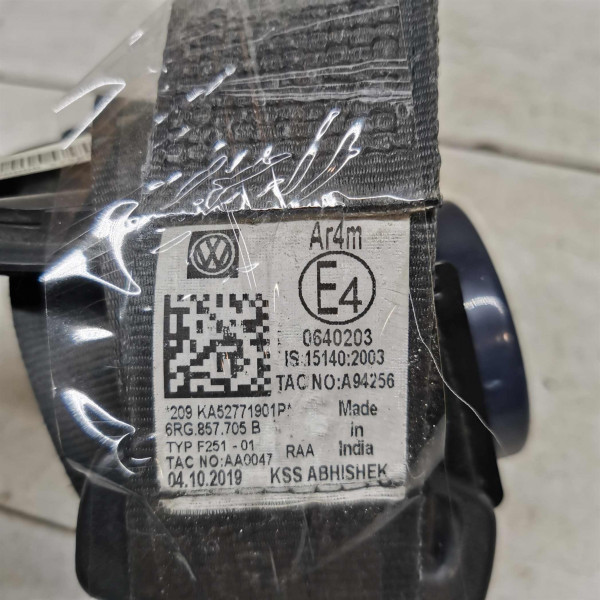 VW
Ar4m
E4
0640203
IS:15140:2003
TAC NO:A94256
*209 KA52771901P*
6RG.857.705 B
TYP F251-01
TAC NO:AA0047
04.10.2019
Made
in
RAA India
KSS ABHISHEK